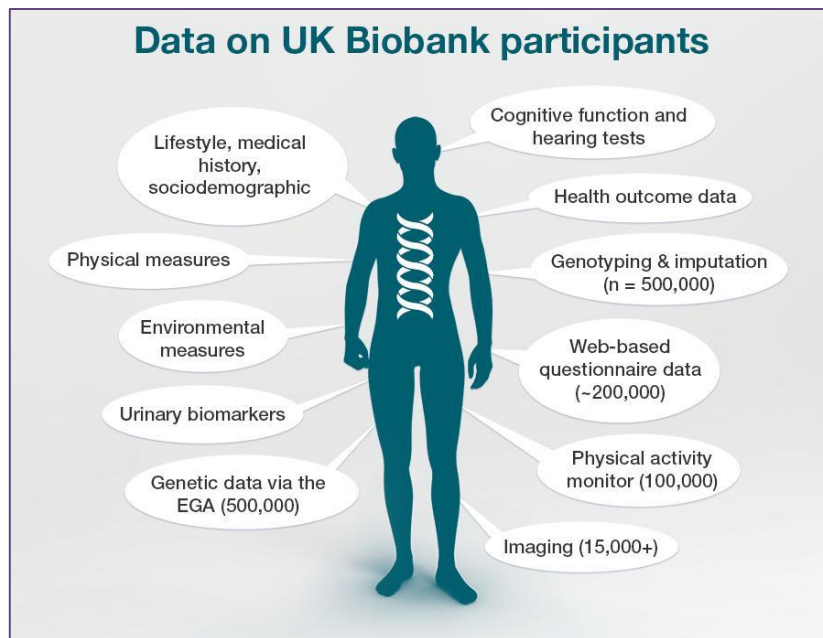 Data on UK Biobank participants
Lifestyle, medical
history,
sociodemographic
Physical measures
Environmental
measures
Urinary biomarkers
Genetic data via the
EGA (500,000)
Cognitive function and
hearing tests
Health outcome data
Genotyping & imputation
(n = 500,000)
Web-based
questionnaire data
(~200,000)
Physical activity
monitor (100,000)
Imaging (15,000+)